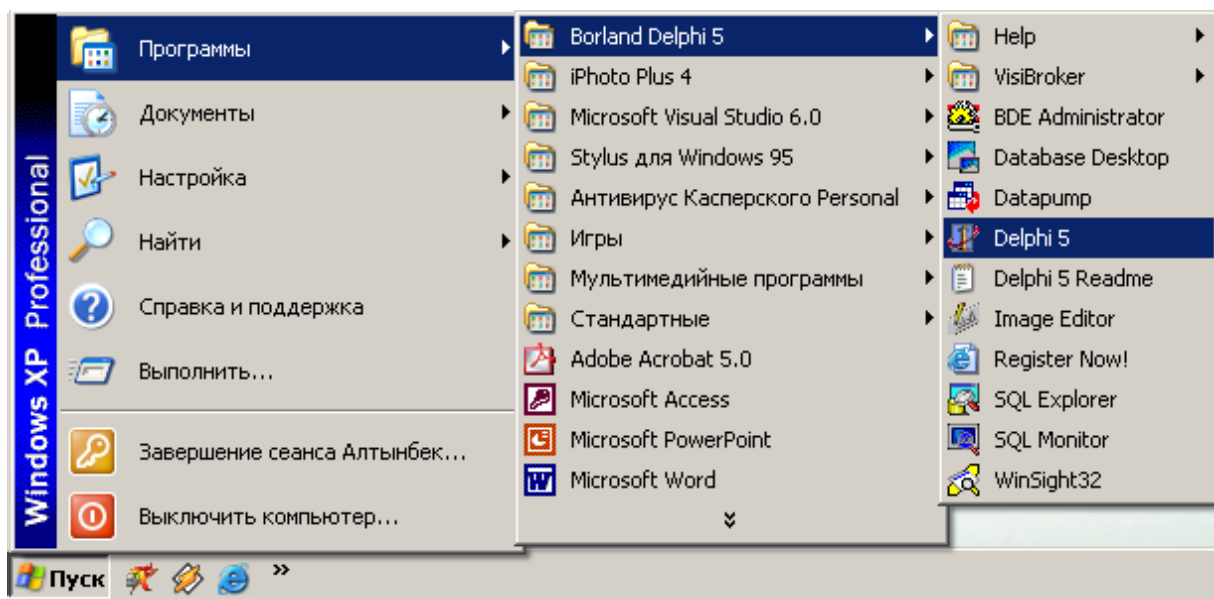 Windows XP Professional
Программы
Документы
Настройка
Найти
Справка и поддержка
Выполнить...
Завершение сеанса Алтынбек...
Выключить компьютер...
Borland Delphi 5
iPhoto Plus 4
Microsoft Visual Studio 6.0
Stylus для Windows 95
Антивирус Касперского Personal
Игры
Мультимедийные программы
Стандартные
Adobe Acrobat 5.0
Microsoft Access
Microsoft PowerPoint
Microsoft Word
Help
VisiBroker
BDE Administrator
Database Desktop
Datapump
Delphi 5
Delphi 5 Readme
Image Editor
Register Now!
SQL Explorer
SQL Monitor
WinSight32
Пуск